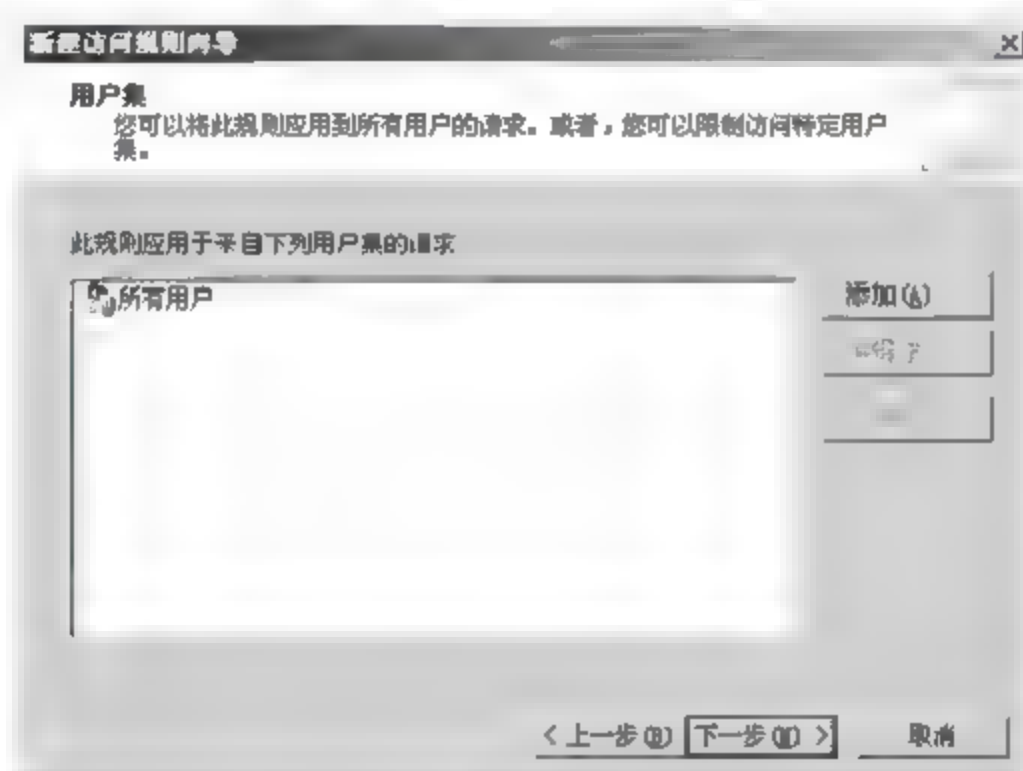 新建访问规则向导
用户集
您可以将此规则应用到所有用户的请求。或者，您可以限制访问特定用户
集。
此规则应用于来自下列用户集的请求
所有用户
添加(A)
< 上一步(B)
下一步(N) >
取消